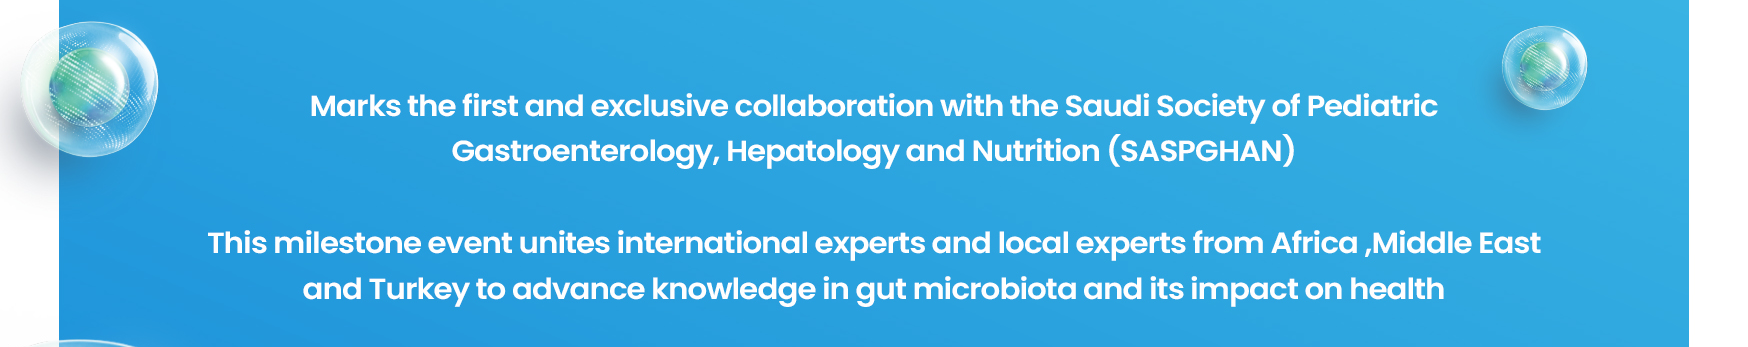 Marks the first and exclusive collaboration with the Saudi Society of Pediatric
Gastroenterology, Hepatology and Nutrition (SASPGHAN)
This milestone event unites international experts and local experts from Africa ,Middle East
and Turkey to advance knowledge in gut microbiota and its impact on health